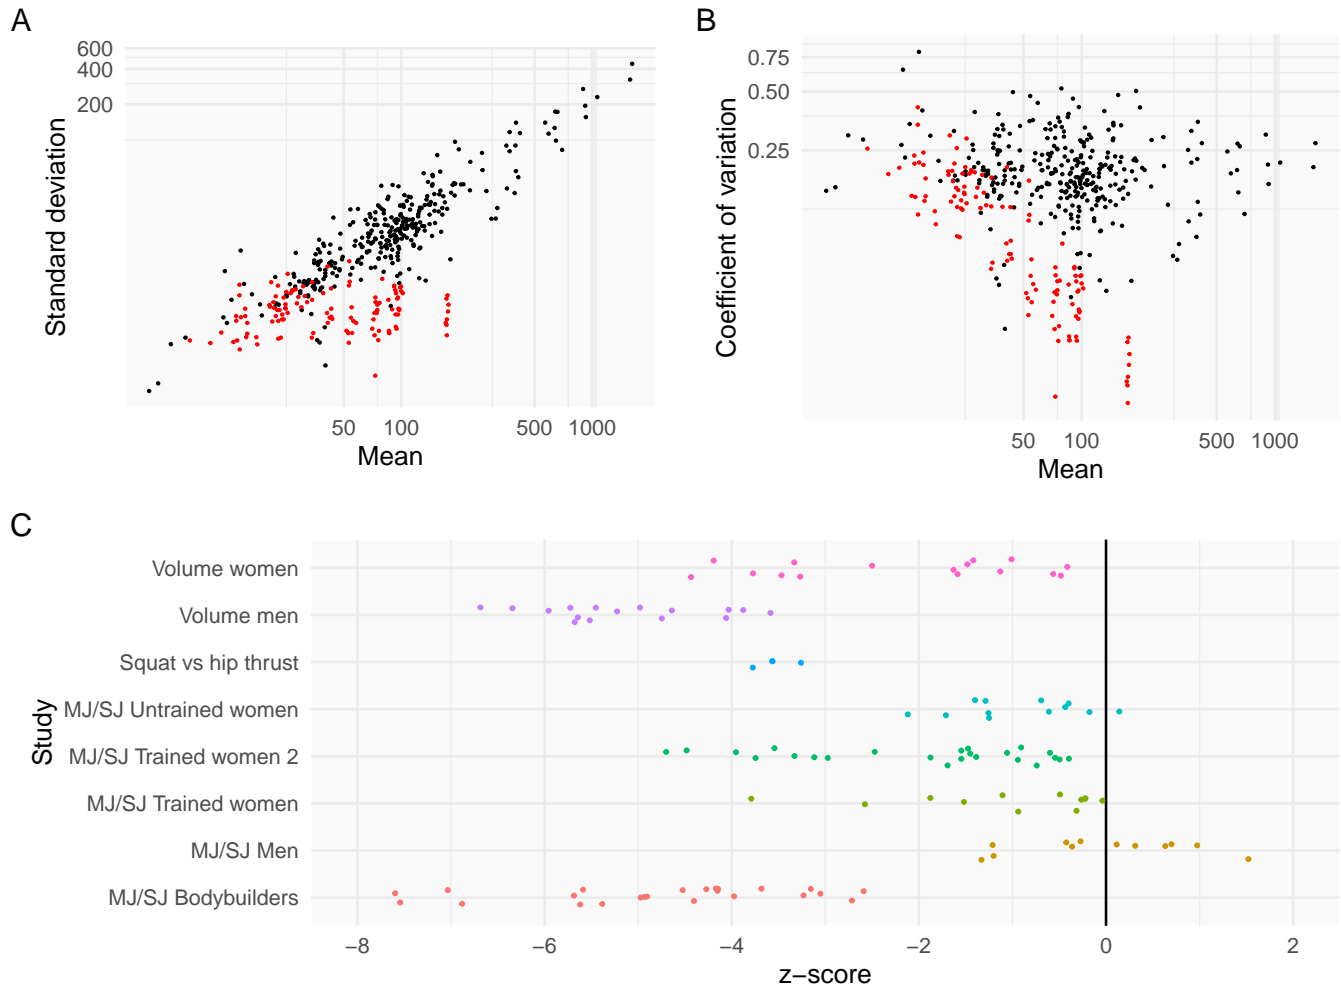 A
Standard deviation
600
400
200
50
100
500
1000
Mean
B
Coefficient of variation
0.75
0.50
0.25
50
100
500
1000
Mean
C
Study
Volume women
Volume men
Squat vs hip thrust
MJ/SJ Untrained women
MJ/SJ Trained women 2
MJ/SJ Trained women
MJ/SJ Men
MJ/SJ Bodybuilders
−8
−6
−4
−2
0
2
z−score